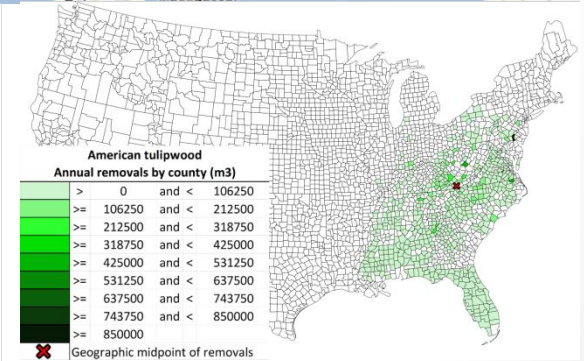 American tulipwood
Annual removals by county (m3)
> 0 and < 106250
>= 106250 and < 212500
>= 212500 and < 318750
>= 318750 and < 425000
>= 425000 and < 531250
>= 531250 and < 637500
>= 637500 and < 743750
>= 743750 and < 850000
>= 850000
Geographic midpoint of removals